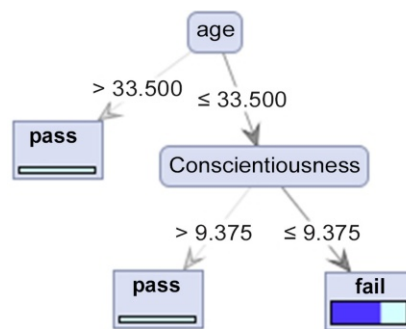 age
> 33.500
≤ 33.500
pass
Conscientiousness
> 9.375
≤ 9.375
pass
fail